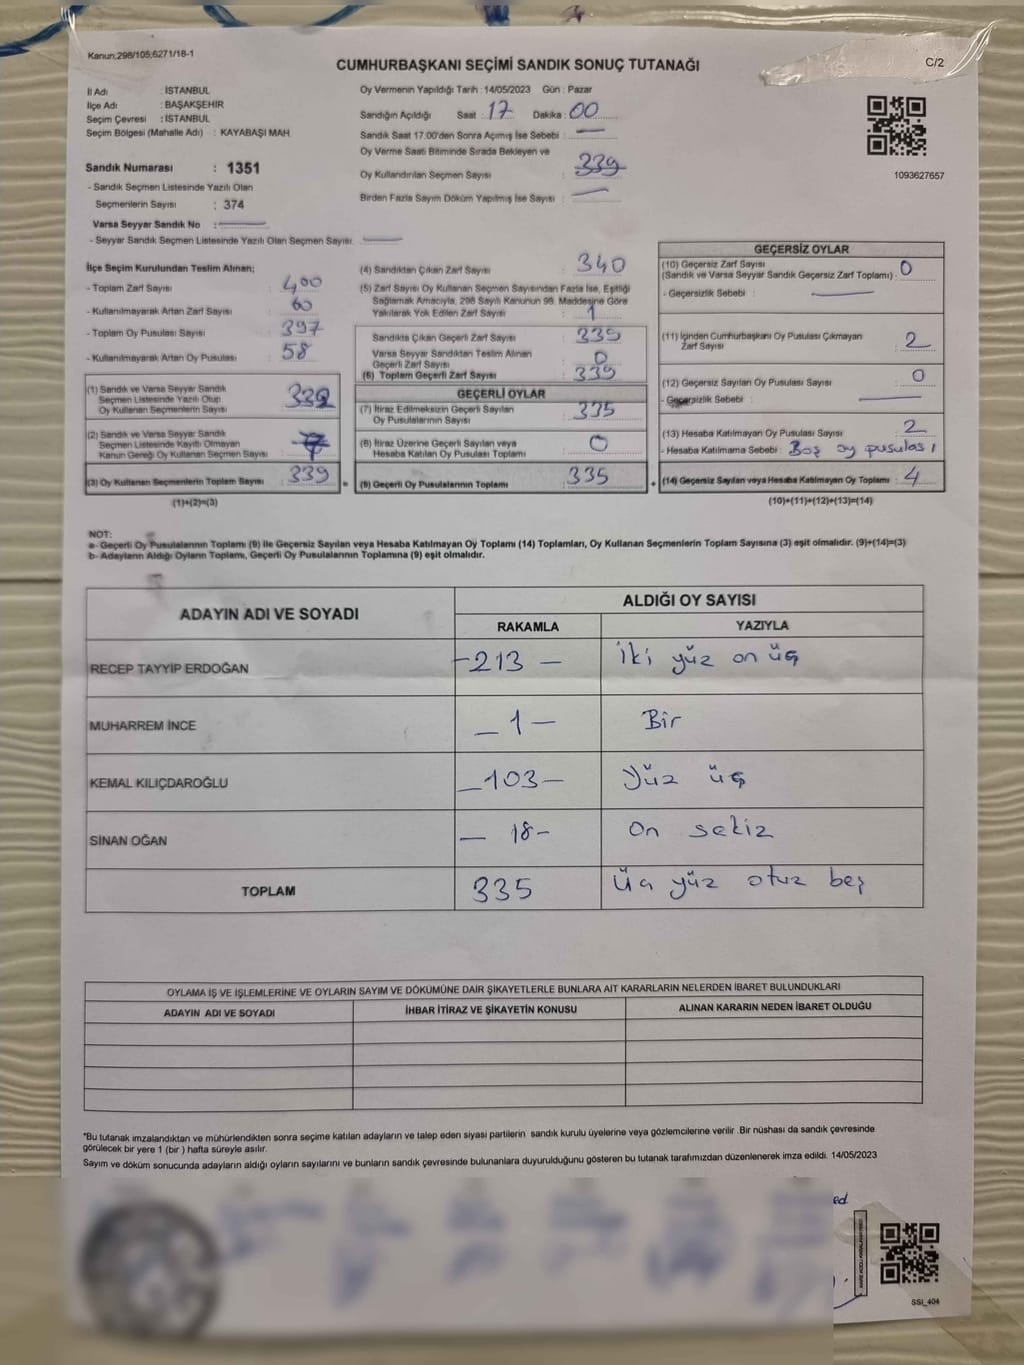 Kanun:298/105;6271/18-1
CUMHURBAŞKANI SEÇİMİ SANDIK SONUÇ TUTANAĞI
C/2
İl Adı : İSTANBUL
İlçe Adı : BAŞAKŞEHİR
Seçim Çevresi : İSTANBUL
Seçim Bölgesi (Mahalle Adı) : KAYABAŞI MAH.
Sandık Numarası : 1351
- Sandık Seçmen Listesinde Yazılı Olan
Seçmenlerin Sayısı : 374
Varsa Seyyar Sandık No :
- Seyyar Sandık Seçmen Listesinde Yazılı Olan Seçmen Sayısı:
Oy Vermenin Yapıldığı Tarih : 14/05/2023 Gün : Pazar
Sandığın Açıldığı Saat : 17 Dakika : 00
Sandık Saat 17.00'den Sonra Açmış İse Sebebi :
Oy Verme Saati Bitiminde Sırada Bekleyen ve
Oy Kullandırılan Seçmen Sayısı : 339
Birden Fazla Sayım Döküm Yapılmış İse Sayısı :
1093627657
İlçe Seçim Kurulundan Teslim Alınan;
- Toplam Zarf Sayısı : 400
- Kullanılmayarak Artan Zarf Sayısı : 60
- Toplam Oy Pusulası Sayısı : 397
- Kullanılmayarak Artan Oy Pusulası : 58
(1) Sandık ve Varsa Seyyar Sandık
Seçmen Listesinde Yazılı Olup
Oy Kullanan Seçmenlerin Sayısı : 339
(2) Sandık ve Varsa Seyyar Sandık
Seçmen Listesinde Kayıtlı Olmayan
Kanun Gereği Oy Kullanan Seçmen Sayısı :
(3) Oy Kullanan Seçmenlerin Toplam Sayısı : 339 =
(1)+(2)=(3)
(4) Sandıktan Çıkan Zarf Sayısı : 340
(5) Zarf Sayısı Oy Kullanan Seçmen Sayısından Fazla İse, Eşitliği
Sağlamak Amacıyla, 298 Sayılı Kanunun 98. Maddesine Göre
Yakılarak Yok Edilen Zarf Sayısı : 1
Sandıkta Çıkan Geçerli Zarf Sayısı : 339
Varsa Seyyar Sandıktan Teslim Alınan
Geçerli Zarf Sayısı : 0
(6) Toplam Geçerli Zarf Sayısı : 339
GEÇERLİ OYLAR
(7) İtiraz Edilmeksizin Geçerli Sayılan
Oy Pusulalarının Sayısı : 335
(8) İtiraz Üzerine Geçerli Sayılan veya
Hesaba Katılan Oy Pusulası Toplamı : 0
(9) Geçerli Oy Pusulalarının Toplamı : 335 +
GEÇERSİZ OYLAR
(10) Geçersiz Zarf Sayısı
(Sandık ve Varsa Seyyar Sandık Geçersiz Zarf Toplamı) : 0
- Geçersizlik Sebebi :
(11) İçinden Cumhurbaşkanı Oy Pusulası Çıkmayan
Zarf Sayısı : 2
(12) Geçersiz Sayılan Oy Pusulası Sayısı : 0
- Geçersizlik Sebebi :
(13) Hesaba Katılmayan Oy Pusulası Sayısı : 2
- Hesaba Katılmama Sebebi : Boş oy pusulası
(14) Geçersiz Sayılan veya Hesaba Katılmayan Oy Toplamı : 4
(10)+(11)+(12)+(13)=(14)
NOT:
a- Geçerli Oy Pusulalarının Toplamı (9) ile Geçersiz Sayılan veya Hesaba Katılmayan Oy Toplamı (14) Toplamları, Oy Kullanan Seçmenlerin Toplam Sayısına (3) eşit olmalıdır. (9)+(14)=(3)
b- Adayların Aldığı Oyların Toplamı, Geçerli Oy Pusulalarının Toplamına (9) eşit olmalıdır.
ADAYIN ADI VE SOYADI
ALDIĞI OY SAYISI
RAKAMLA YAZIYLA
RECEP TAYYİP ERDOĞAN -213 — İki yüz on üç
MUHARREM İNCE — 1 — Bir
KEMAL KILIÇDAROĞLU — 103 — Yüz üç
SİNAN OĞAN — 18 - On sekiz
TOPLAM 335 Üç yüz otuz beş
OYLAMA İŞ VE İŞLEMLERİNE VE OYLARIN SAYIM VE DÖKÜMÜNE DAİR ŞİKAYETLERLE BUNLARA AİT KARARLARIN NELERDEN İBARET BULUNDUKLARI
ADAYIN ADI VE SOYADI İHBAR İTİRAZ VE ŞİKAYETİN KONUSU ALINAN KARARIN NEDEN İBARET OLDUĞU
*Bu tutanak imzalandıktan ve mühürlendikten sonra seçime katılan adayların ve talep eden siyasi partilerin sandık kurulu üyelerine veya gözlemcilerine verilir .Bir nüshası da sandık çevresinde
görülecek bir yere 1 (bir ) hafta süreyle asılır.
Sayım ve döküm sonucunda adayların aldığı oyların sayılarını ve bunların sandık çevresinde bulunanlara duyurulduğunu gösteren bu tutanak tarafımızdan düzenlenerek imza edildi. 14/05/2023
SSI_404